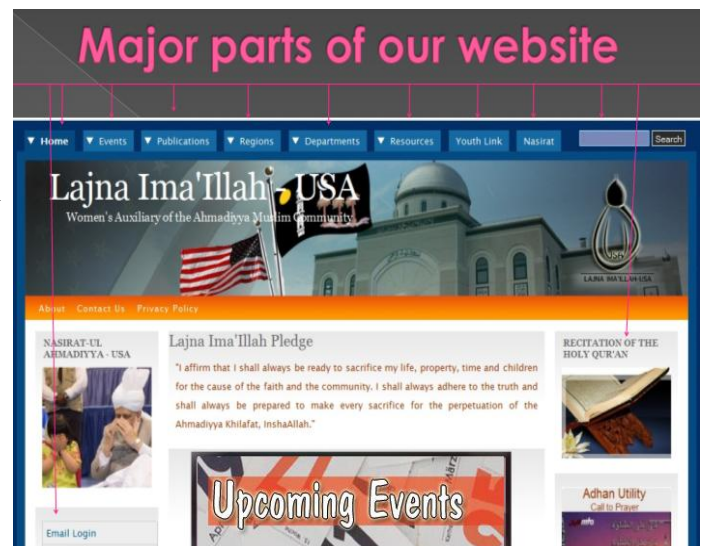 Major parts of our website
▼ Home ▼ Events ▼ Publications ▼ Regions ▼ Departments ▼ Resources Youth Link Nasirat Search
Lajna Ima'Illah - USA
Women's Auxiliary of the Ahmadiyya Muslim Community
USA
LAJNA IMA'ILLAH-USA
About Contact Us Privacy Policy
NASIRAT-UL
AHMADIYYA - USA
Lajna Ima'Illah Pledge
"I affirm that I shall always be ready to sacrifice my life, property, time and children
for the cause of the faith and the community. I shall always adhere to the truth and
shall always be prepared to make every sacrifice for the perpetuation of the
Ahmadiyya Khilafat, InshaAllah."
RECITATION OF THE
HOLY QUR'AN
Upcoming Events
März
Email Login
Adhan Utility
Call to Prayer
mta